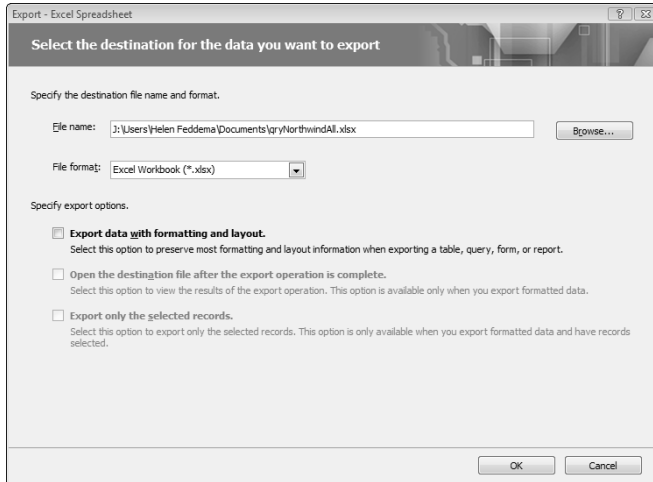 Export - Excel Spreadsheet
Select the destination for the data you want to export
Specify the destination file name and format.
File name:
J:\Users\Helen Feddema\Documents\qryNorthwindAll.xlsx
Browse...
File format:
Excel Workbook (*.xlsx)
Specify export options.
Export data with formatting and layout.
Select this option to preserve most formatting and layout information when exporting a table, query, form, or report.
Open the destination file after the export operation is complete.
Select this option to view the results of the export operation. This option is available only when you export formatted data.
Export only the selected records.
Select this option to export only the selected records. This option is only available when you export formatted data and have records
selected.
OK
Cancel